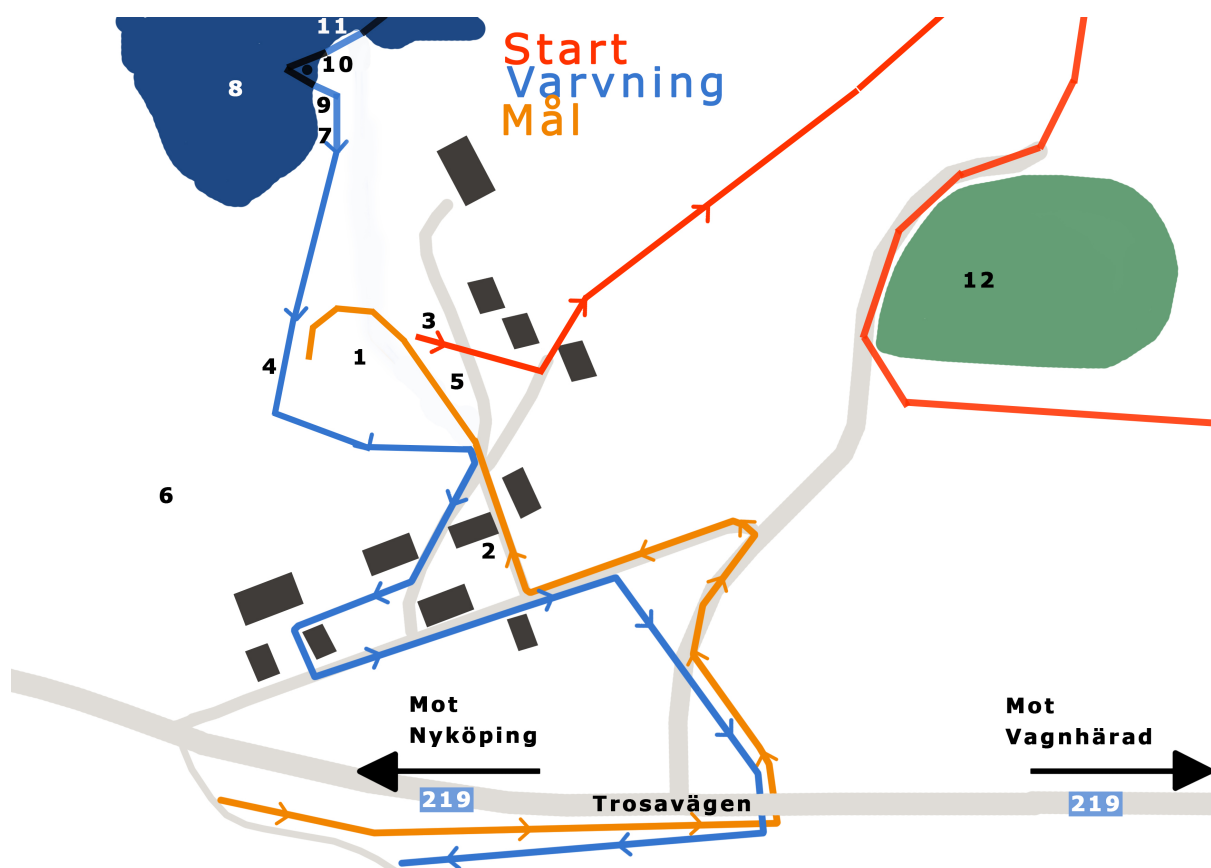 11
Start
10
Varvning
8
9
Mål
7
12
3
1
4
5
6
2
Mot
Nyköping
Mot
Vagnhärad
219
Trosavägen
219